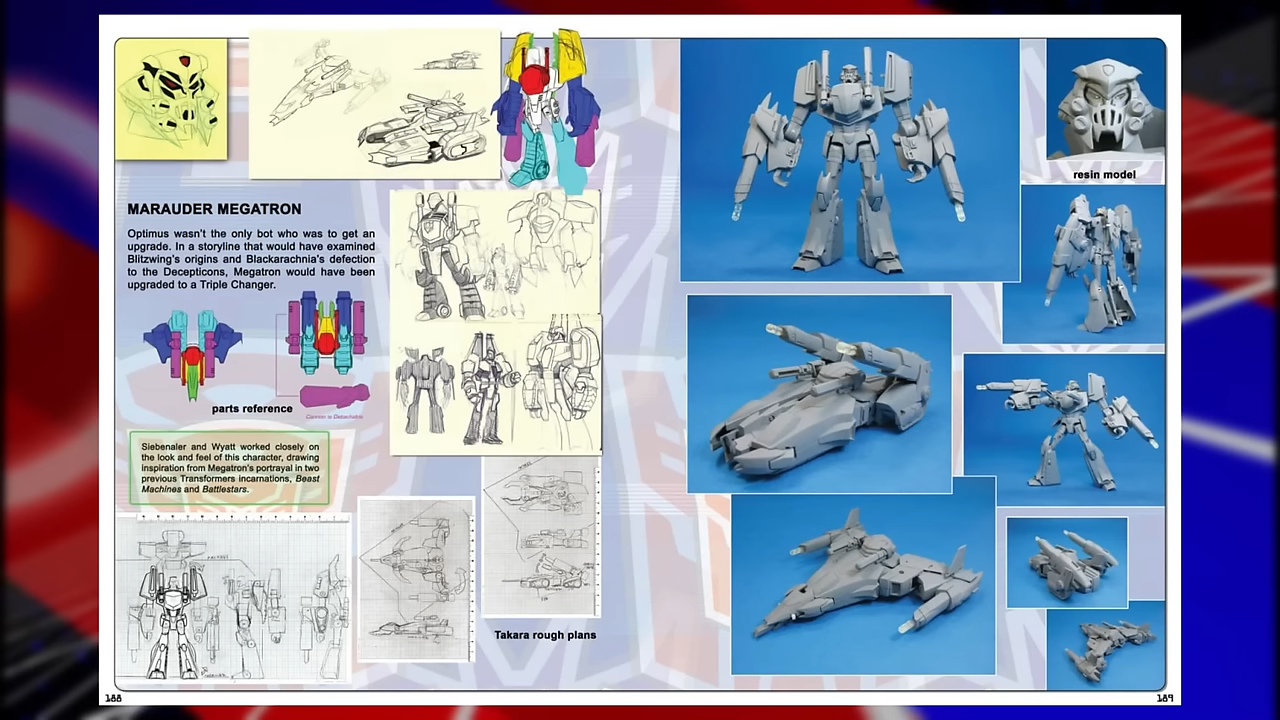 MARAUDER MEGATRON
Optimus wasn't the only bot who was to get an
upgrade. In a storyline that would have examined
Blitzwing's origins and Blackarachnia's defection
to the Decepticons, Megatron would have been
upgraded to a Triple Changer.
parts reference
Cannon is Detachable
Siebenaler and Wyatt worked closely on
the look and feel of this character, drawing
inspiration from Megatron's portrayal in two
previous Transformers incarnations, Beast
Machines and Battlestars.
Takara rough plans
188
resin model
189